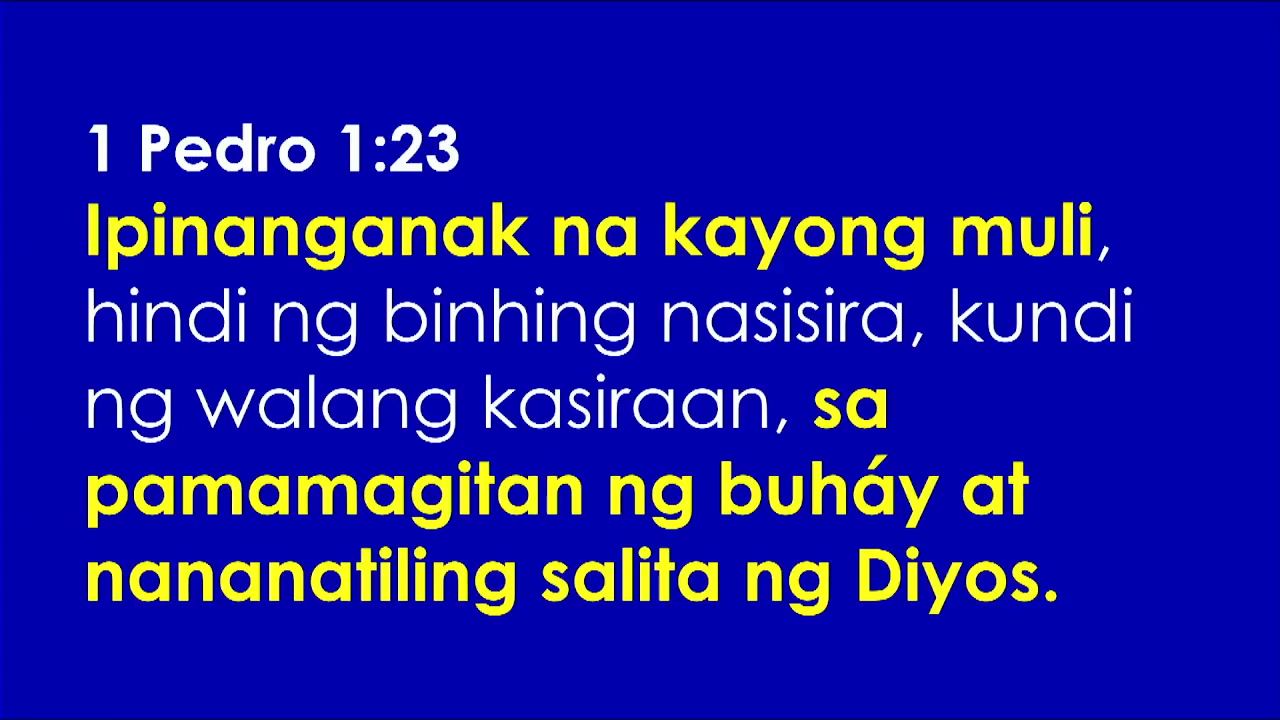 1 Pedro 1:23
Ipinanganak na kayong muli,
hindi ng binhing nasisira, kundi
ng walang kasiraan, sa
pamamagitan ng buháy at
nananatiling salita ng Diyos.